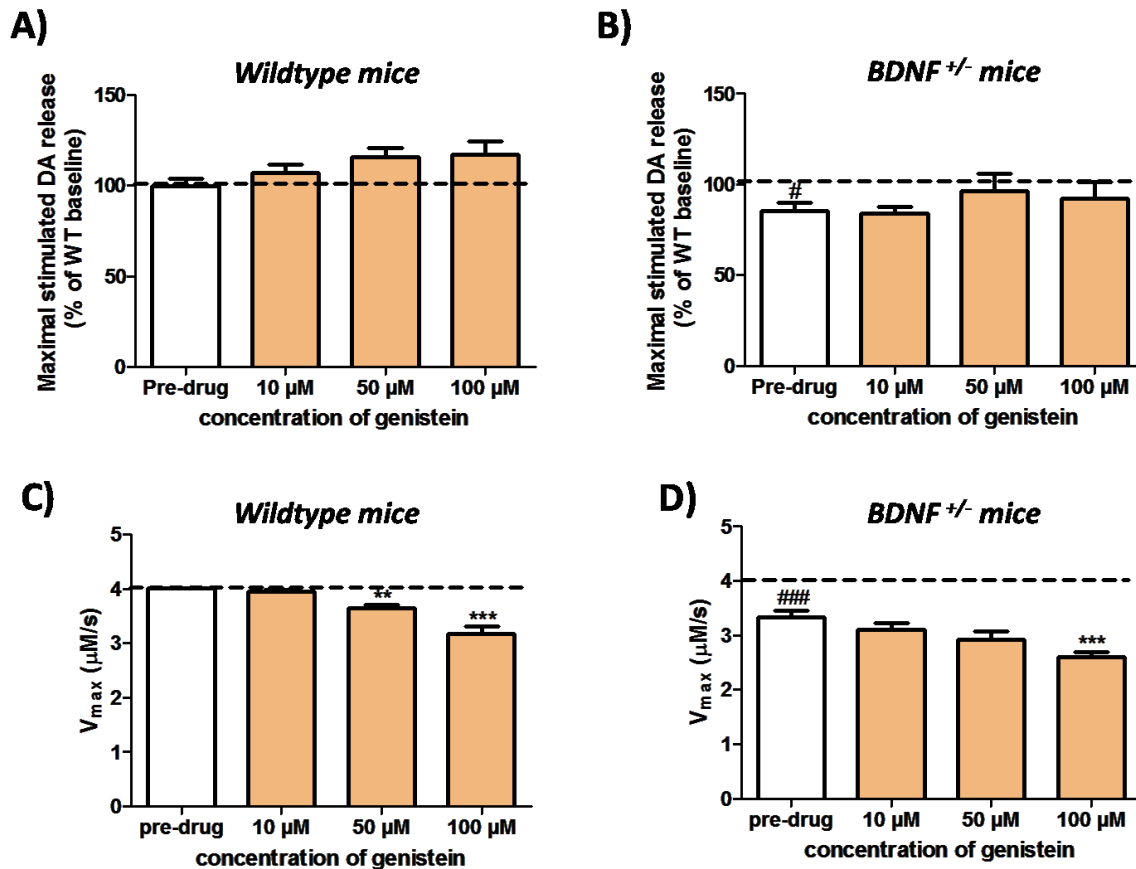 A)
Wildtype mice
Maximal stimulated DA release
(% of WT baseline)
150
100
50
0
Pre-drug 10 µM 50 µM 100 µM
concentration of genistein
B)
BDNF +/- mice
Maximal stimulated DA release
(% of WT baseline)
150
100
50
0
#
Pre-drug 10 µM 50 µM 100 µM
concentration of genistein
C)
Wildtype mice
Vmax (µM/s)
5
4
3
2
1
0
**
***
pre-drug 10 µM 50 µM 100 µM
concentration of genistein
D)
BDNF +/- mice
Vmax (µM/s)
5
4
3
2
1
0
###
***
pre-drug 10 µM 50 µM 100 µM
concentration of genistein